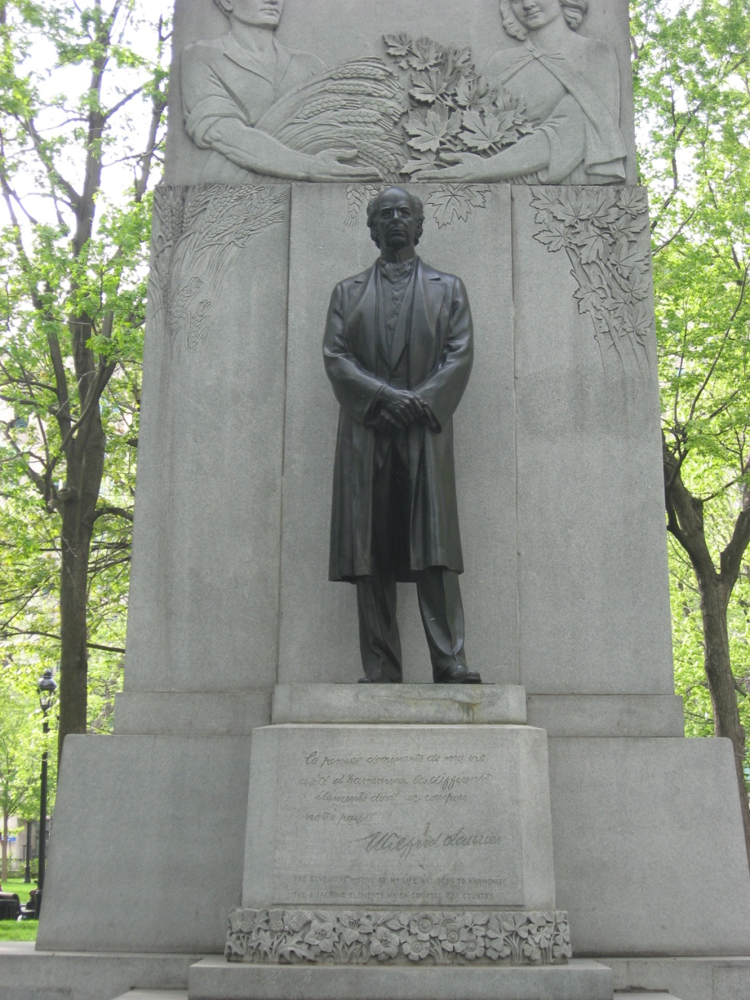 "La pensée dominante de ma vie
a été d'harmoniser les différents
éléments dont se compose
notre pays"
Wilfrid Laurier
THE GOVERNING MOTIVE OF MY LIFE HAS BEEN TO HARMONIZE
THE DIFFERENT ELEMENTS WHICH COMPOSE OUR COUNTRY